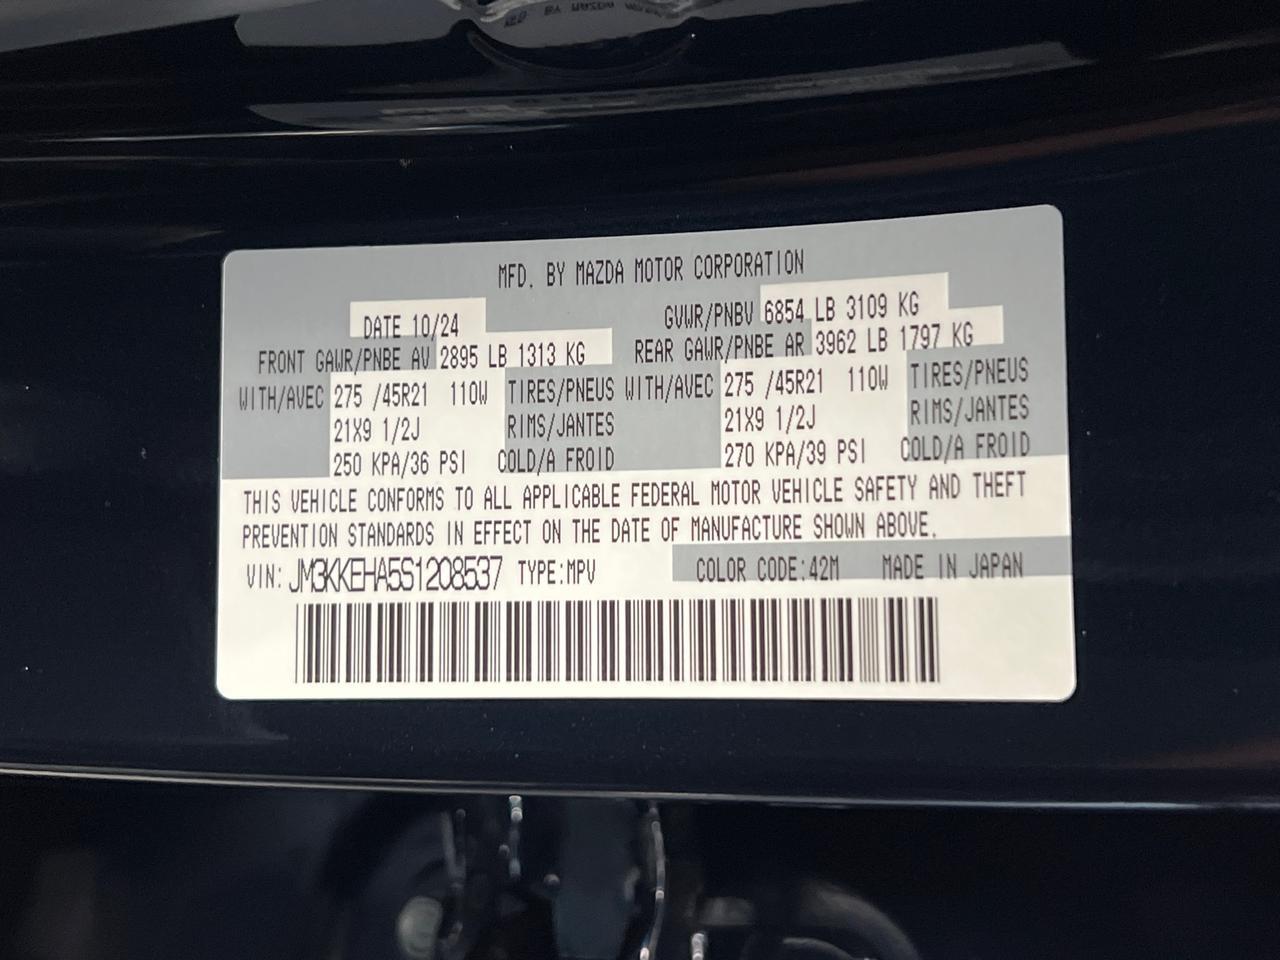 MFD. BY MAZDA MOTOR CORPORATION
DATE 10/24 GVWR/PNBV 6854 LB 3109 KG
FRONT GAWR/PNBE AV 2895 LB 1313 KG REAR GAWR/PNBE AR 3962 LB 1797 KG
WITH/AVEC 275 /45R21 110W TIRES/PNEUS WITH/AVEC 275 /45R21 110W TIRES/PNEUS
21X9 1/2J RIMS/JANTES 21X9 1/2J RIMS/JANTES
250 KPA/36 PSI COLD/A FROID 270 KPA/39 PSI COLD/A FROID
THIS VEHICLE CONFORMS TO ALL APPLICABLE FEDERAL MOTOR VEHICLE SAFETY AND THEFT
PREVENTION STANDARDS IN EFFECT ON THE DATE OF MANUFACTURE SHOWN ABOVE.
VIN: JM3KKEHA5S1208537 TYPE:MPV COLOR CODE:42M MADE IN JAPAN